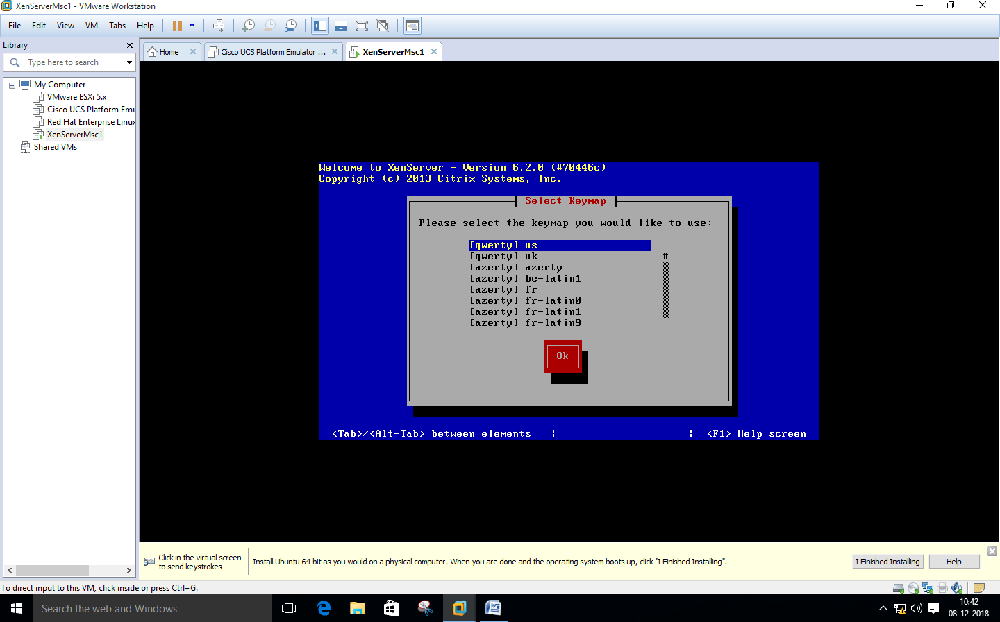 XenServerMsc1 - VMware Workstation
File Edit View VM Tabs Help
Library
Type here to search
My Computer
VMware ESXi 5.x
Cisco UCS Platform Emu
Red Hat Enterprise Linux
XenServerMsc1
Shared VMs
Home
Cisco UCS Platform Emulator ...
XenServerMsc1
Welcome to XenServer - Version 6.2.0 (#70446c)
Copyright (c) 2013 Citrix Systems, Inc.
Select Keymap
Please select the keymap you would like to use:
[qwerty] us
[qwerty] uk #
[azerty] azerty
[azerty] be-latin1
[azerty] fr
[azerty] fr-latin0
[azerty] fr-latin1
[azerty] fr-latin9
Ok
<Tab>/<Alt-Tab> between elements ¦ ¦ <F1> Help screen
Click in the virtual screen
to send keystrokes
Install Ubuntu 64-bit as you would on a physical computer. When you are done and the operating system boots up, click "I Finished Installing".
I Finished Installing
Help
To direct input to this VM, click inside or press Ctrl+G.
Search the web and Windows
10:42
08-12-2018